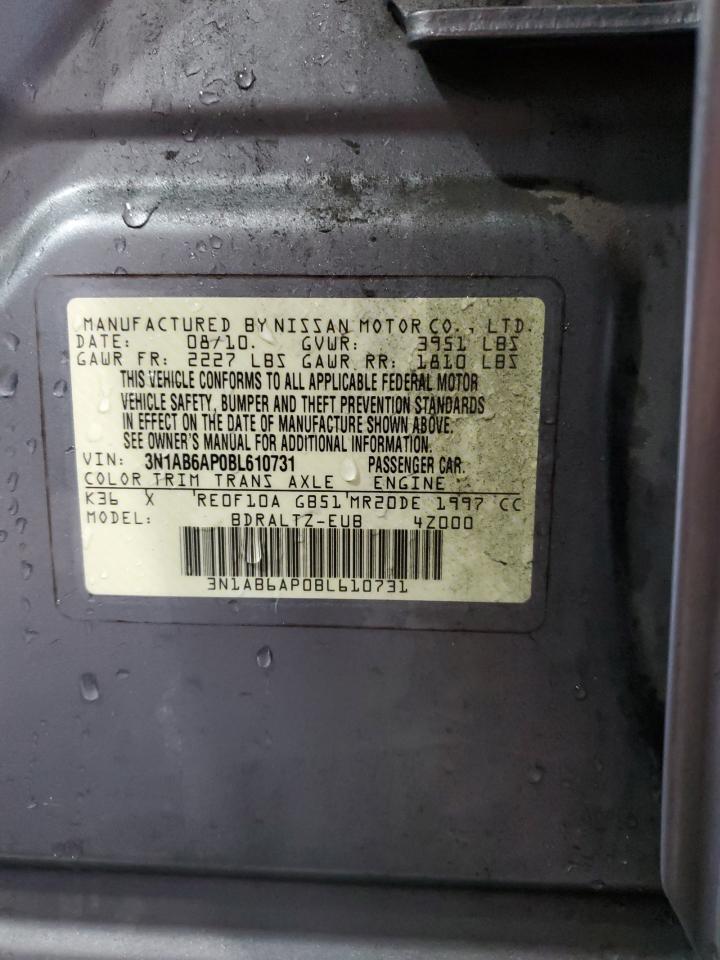 MANUFACTURED BY NISSAN MOTOR CO., LTD.
DATE: 08/10. GVWR: 3951 LBS
GAWR FR: 2227 LBS GAWR RR: 1810 LBS
THIS VEHICLE CONFORMS TO ALL APPLICABLE FEDERAL MOTOR
VEHICLE SAFETY, BUMPER AND THEFT PREVENTION STANDARDS
IN EFFECT ON THE DATE OF MANUFACTURE SHOWN ABOVE.
SEE OWNER'S MANUAL FOR ADDITIONAL INFORMATION.
VIN: 3N1AB6AP0BL610731 PASSENGER CAR.
COLOR TRIM TRANS AXLE ENGINE
K36 X RE0F10A GB51 MR20DE 1997 CC
MODEL: BDRALTZ-EUB 4Z000
3N1AB6AP0BL610731